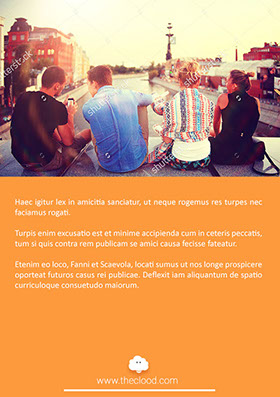 shutterstock
Haec igitur lex in amicitia sanciatur, ut neque rogemus res turpes nec
faciamus rogati.
Turpis enim excusatio est et minime accipienda cum in ceteris peccatis,
tum si quis contra rem publicam se amici causa fecisse fateatur.
Etenim eo loco, Fanni et Scaevola, locati sumus ut nos longe prospicere
oporteat futuros casus rei publicae. Deflexit iam aliquantum de spatio
curriculoque consuetudo maiorum.
www.theclood.com